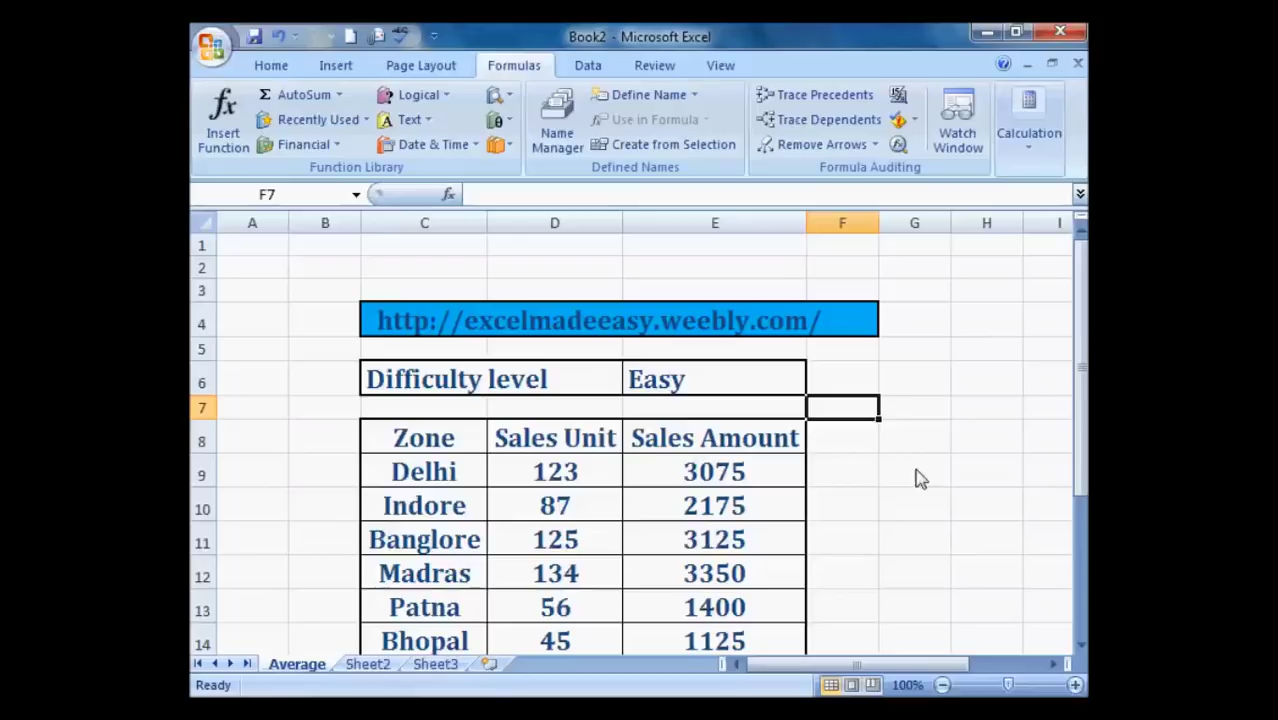 Book2 - Microsoft Excel
Home Insert Page Layout Formulas Data Review View
fx Insert Function
Σ AutoSum
Recently Used
Financial
Logical
Text
Date & Time
Function Library
Name Manager
Define Name
Use in Formula
Create from Selection
Defined Names
Trace Precedents
Trace Dependents
Remove Arrows
Formula Auditing
Watch Window
Calculation
F7 fx
A B C D E F G H I
1
2
3
4 http://excelmadeeasy.weebly.com/
5
6 Difficulty level Easy
7
8 Zone Sales Unit Sales Amount
9 Delhi 123 3075
10 Indore 87 2175
11 Banglore 125 3125
12 Madras 134 3350
13 Patna 56 1400
14 Bhopal 45 1125
Average Sheet2 Sheet3
Ready 100%